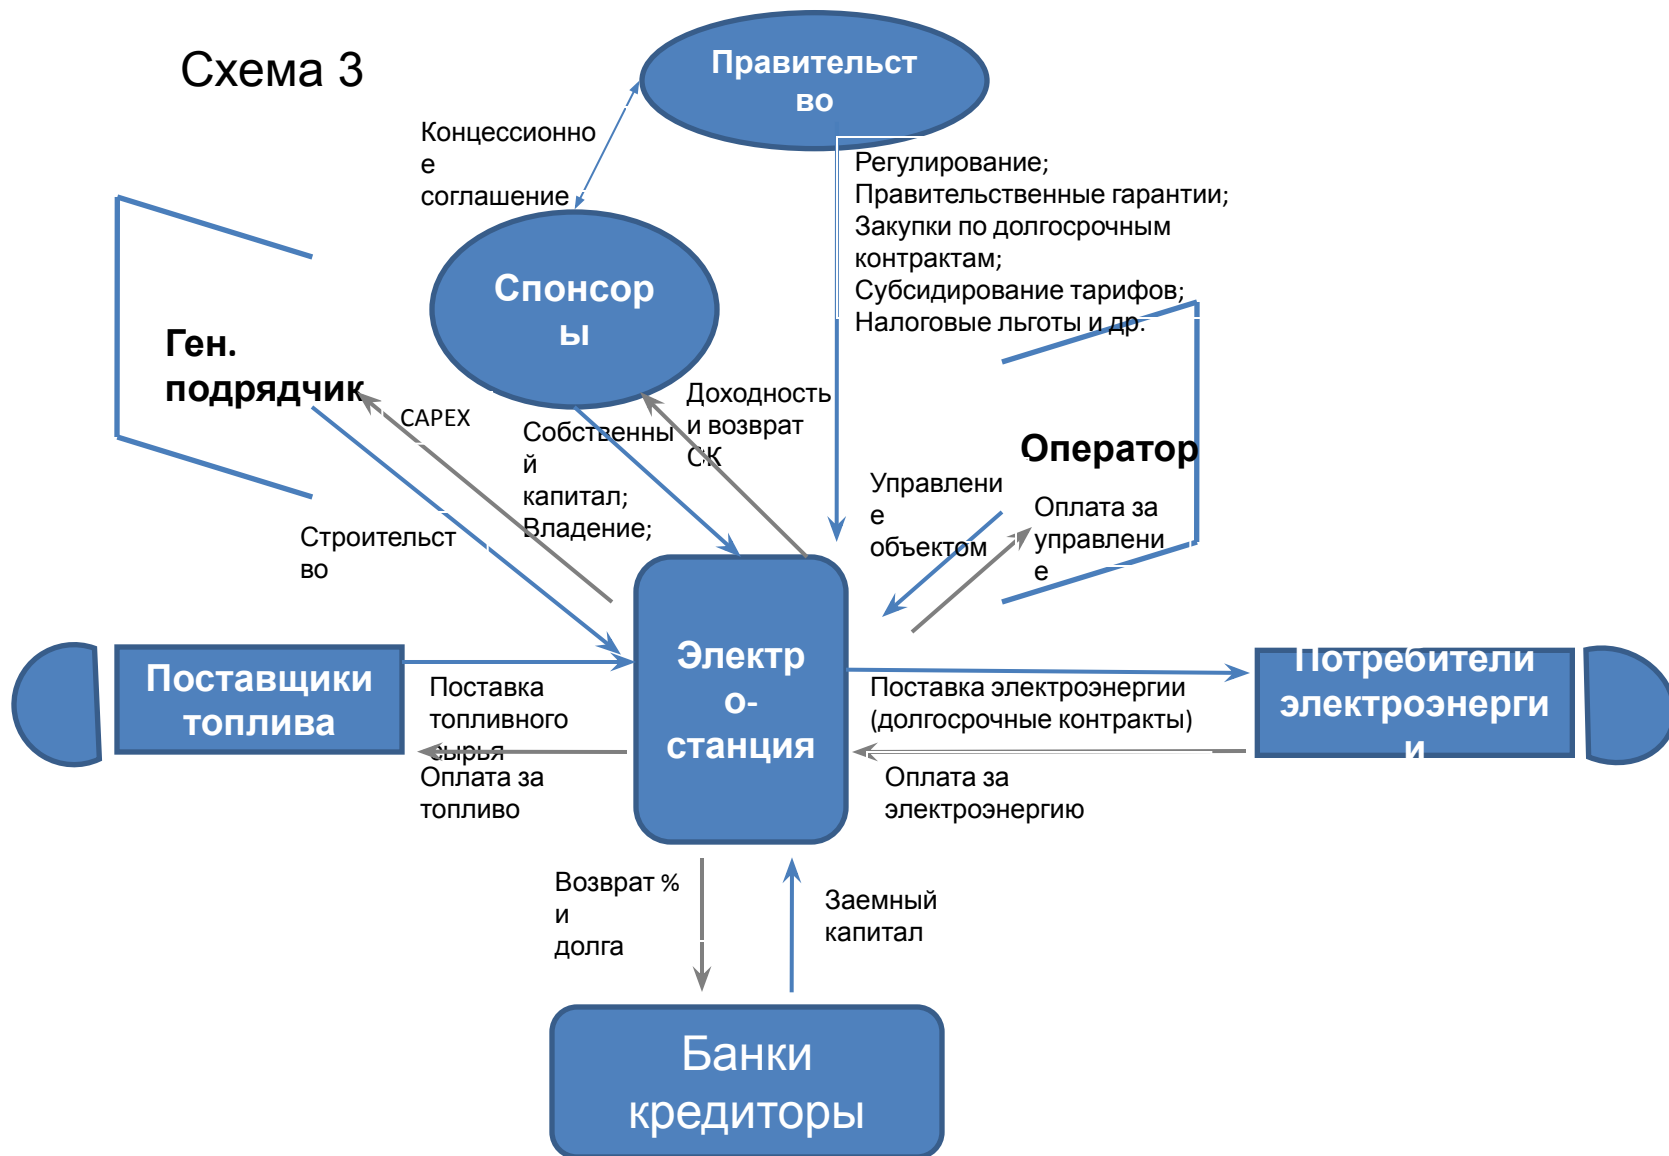 Схема 3
Правительст
во
Концессионно
е
соглашение
Регулирование;
Правительственные гарантии;
Закупки по долгосрочным
контрактам;
Субсидирование тарифов;
Налоговые льготы и др.
Спонсор
ы
Ген.
подрядчик
CAPEX
Собственны
й
капитал;
Владение;
Доходность
и возврат
СК
Оператор
Управлени
е
объектом
Оплата за
управлени
е
Строительст
во
Поставщики
топлива
Поставка
топливного
сырья
Оплата за
топливо
Электр
о-
станция
Поставка электроэнергии
(долгосрочные контракты)
Оплата за
электроэнергию
Потребители
электроэнерги
и
Возврат %
и
долга
Заемный
капитал
Банки
кредиторы